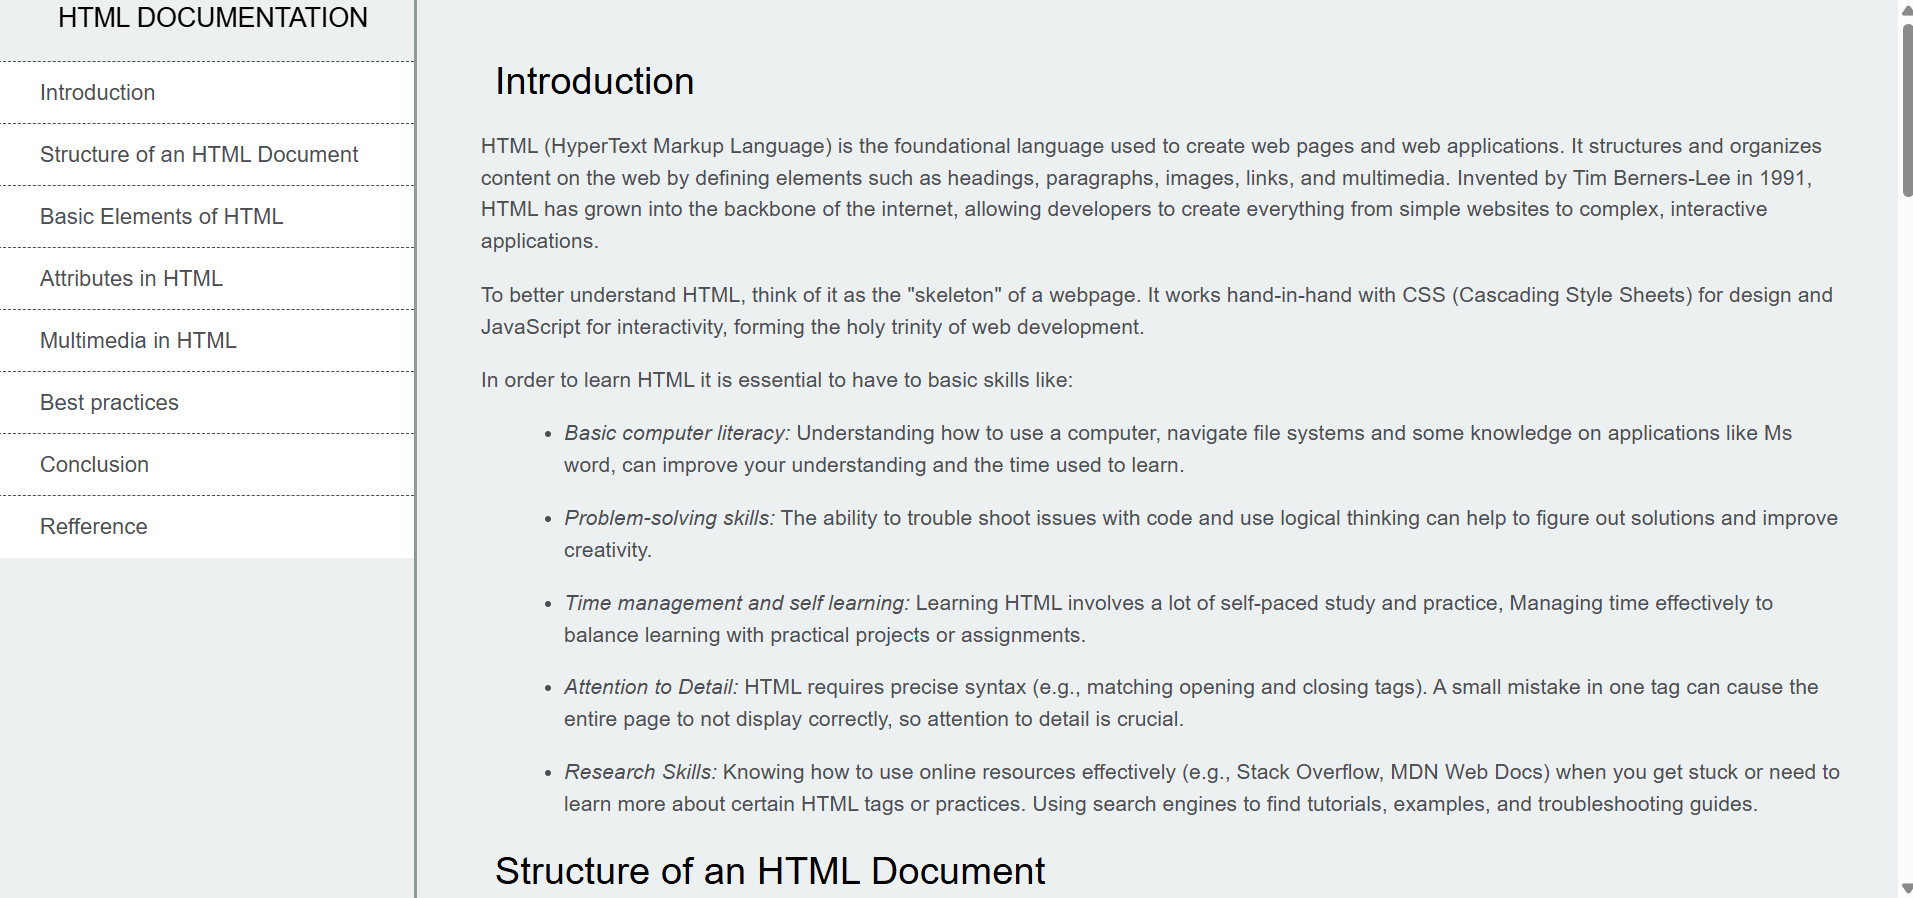 HTML DOCUMENTATION
Introduction
Structure of an HTML Document
Basic Elements of HTML
Attributes in HTML
Multimedia in HTML
Best practices
Conclusion
Refference
Introduction
HTML (HyperText Markup Language) is the foundational language used to create web pages and web applications. It structures and organizes
content on the web by defining elements such as headings, paragraphs, images, links, and multimedia. Invented by Tim Berners-Lee in 1991,
HTML has grown into the backbone of the internet, allowing developers to create everything from simple websites to complex, interactive
applications.
To better understand HTML, think of it as the "skeleton" of a webpage. It works hand-in-hand with CSS (Cascading Style Sheets) for design and
JavaScript for interactivity, forming the holy trinity of web development.
In order to learn HTML it is essential to have to basic skills like:
• Basic computer literacy: Understanding how to use a computer, navigate file systems and some knowledge on applications like Ms
word, can improve your understanding and the time used to learn.
• Problem-solving skills: The ability to trouble shoot issues with code and use logical thinking can help to figure out solutions and improve
creativity.
• Time management and self learning: Learning HTML involves a lot of self-paced study and practice, Managing time effectively to
balance learning with practical projects or assignments.
• Attention to Detail: HTML requires precise syntax (e.g., matching opening and closing tags). A small mistake in one tag can cause the
entire page to not display correctly, so attention to detail is crucial.
• Research Skills: Knowing how to use online resources effectively (e.g., Stack Overflow, MDN Web Docs) when you get stuck or need to
learn more about certain HTML tags or practices. Using search engines to find tutorials, examples, and troubleshooting guides.
Structure of an HTML Document